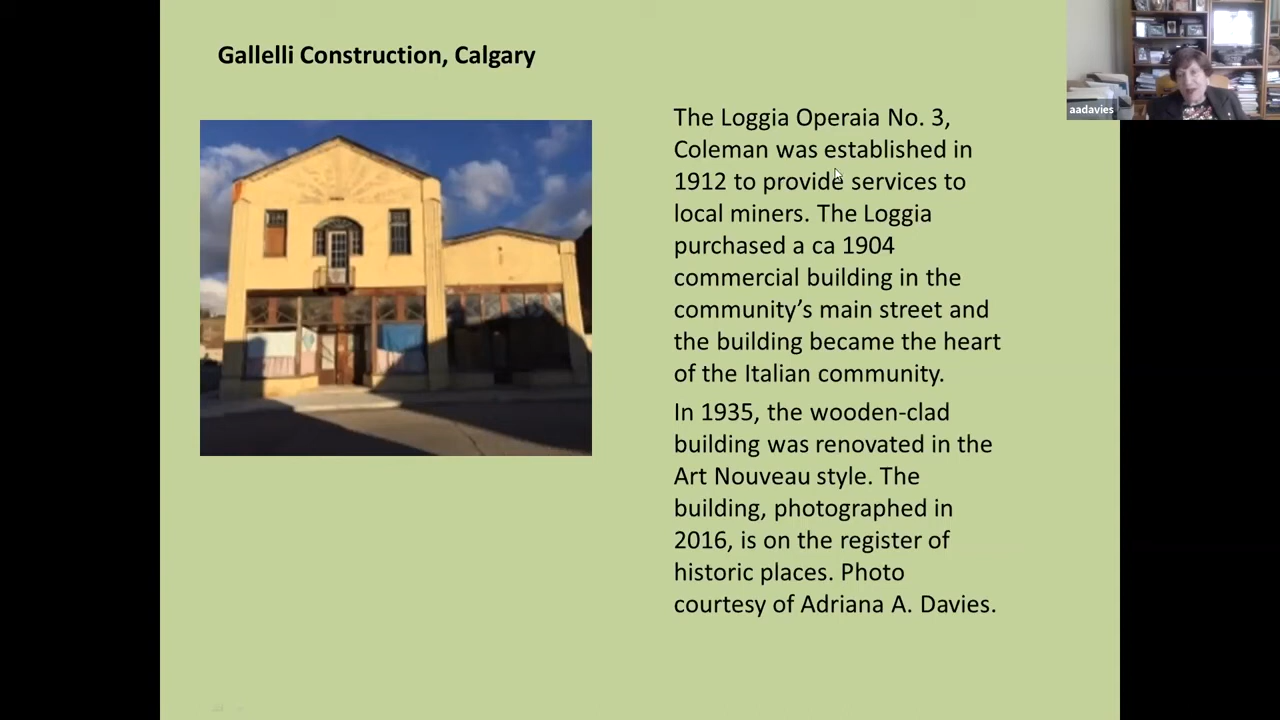 Gallelli Construction, Calgary
aadavies
The Loggia Operaia No. 3,
Coleman was established in
1912 to provide services to
local miners. The Loggia
purchased a ca 1904
commercial building in the
community’s main street and
the building became the heart
of the Italian community.
In 1935, the wooden-clad
building was renovated in the
Art Nouveau style. The
building, photographed in
2016, is on the register of
historic places. Photo
courtesy of Adriana A. Davies.